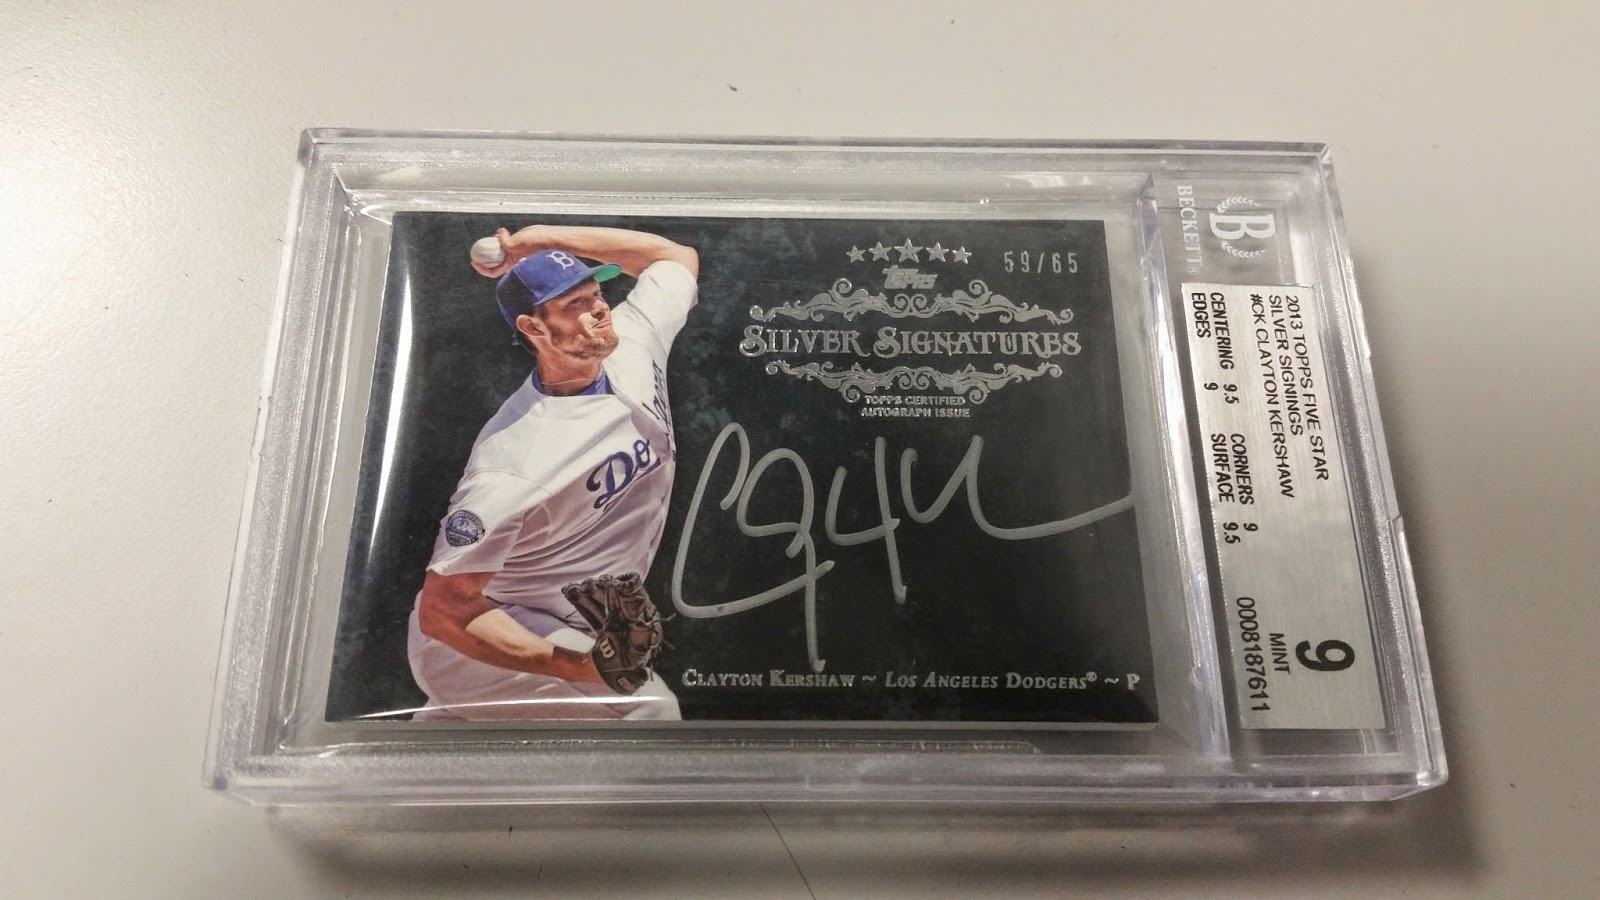 59/65
Topps
SILVER SIGNATURES
TOPPS CERTIFIED
AUTOGRAPH ISSUE
B
Do
CLAYTON KERSHAW ~ LOS ANGELES DODGERS® ~ P
B
BECKETT®
2013 TOPPS FIVE STAR
SILVER SIGNINGS
#CK CLAYTON KERSHAW
CENTERING 9.5 CORNERS 9
EDGES 9 SURFACE 9.5
9
MINT
0008187611